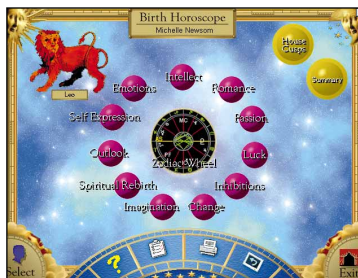 Birth Horoscope
Michelle Newsom
House
Cusps
Summary
Leo
Intellect
Emotions
Romance
Self Expression
Passion
MC
Outlook
Luck
Zodiac Wheel
Spiritual Rebirth
Inhibitions
Imagination
Change
?
Select
Exit